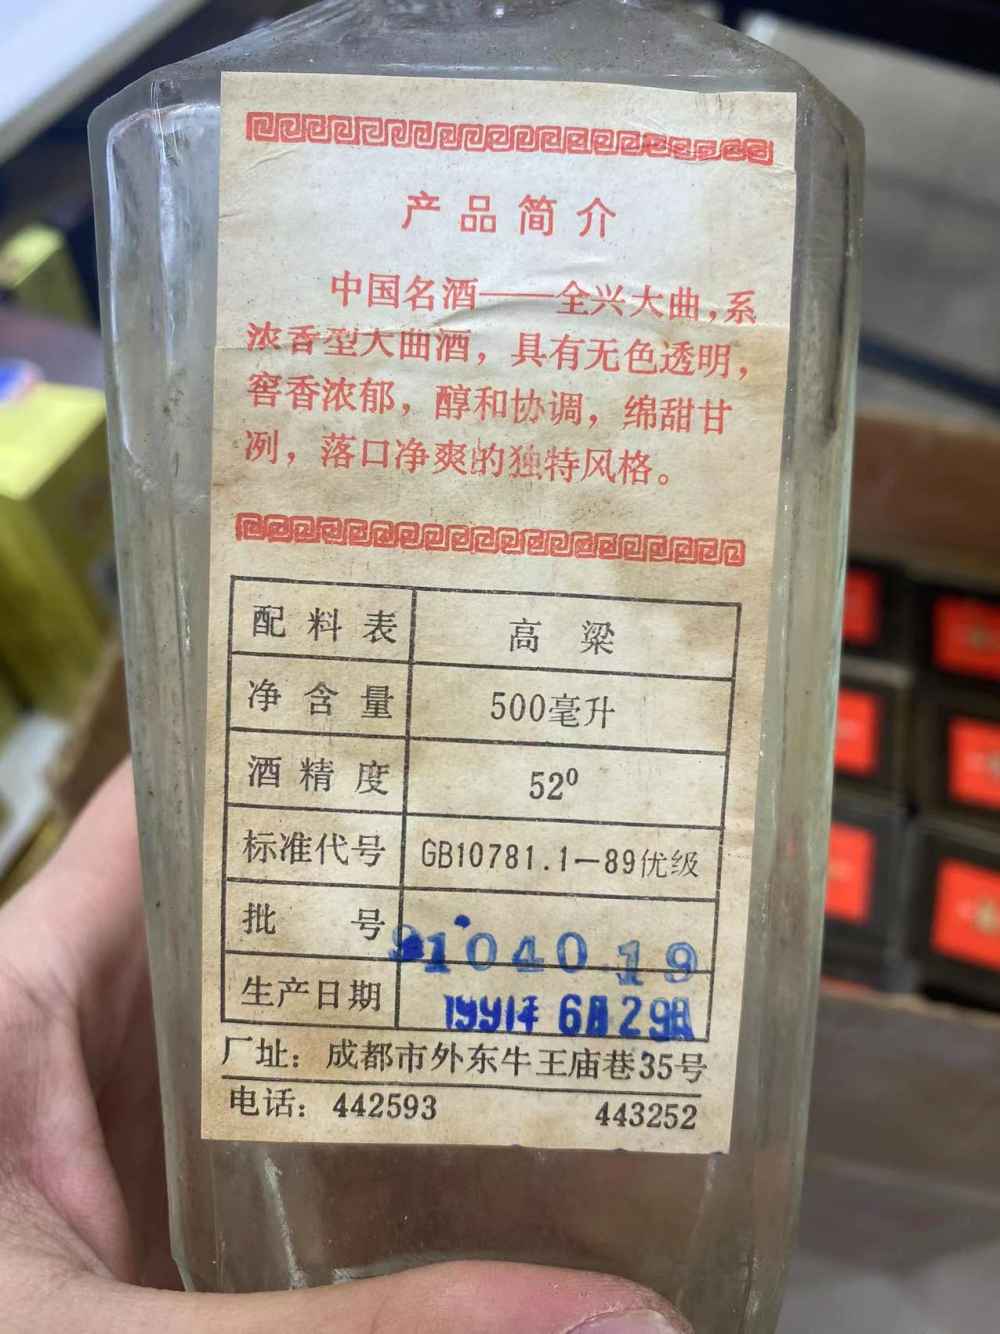 产品简介
中国名酒——全兴大曲，系
浓香型大曲酒，具有无色透明，
窖香浓郁，醇和协调，绵甜甘
冽，落口净爽的独特风格。
配料表 高粱
净含量 500毫升
酒精度 52⁰
标准代号 GB10781.1—89优级
批号 9104019
生产日期 1991年6月29日
厂址：成都市外东牛王庙巷35号
电话：442593 443252